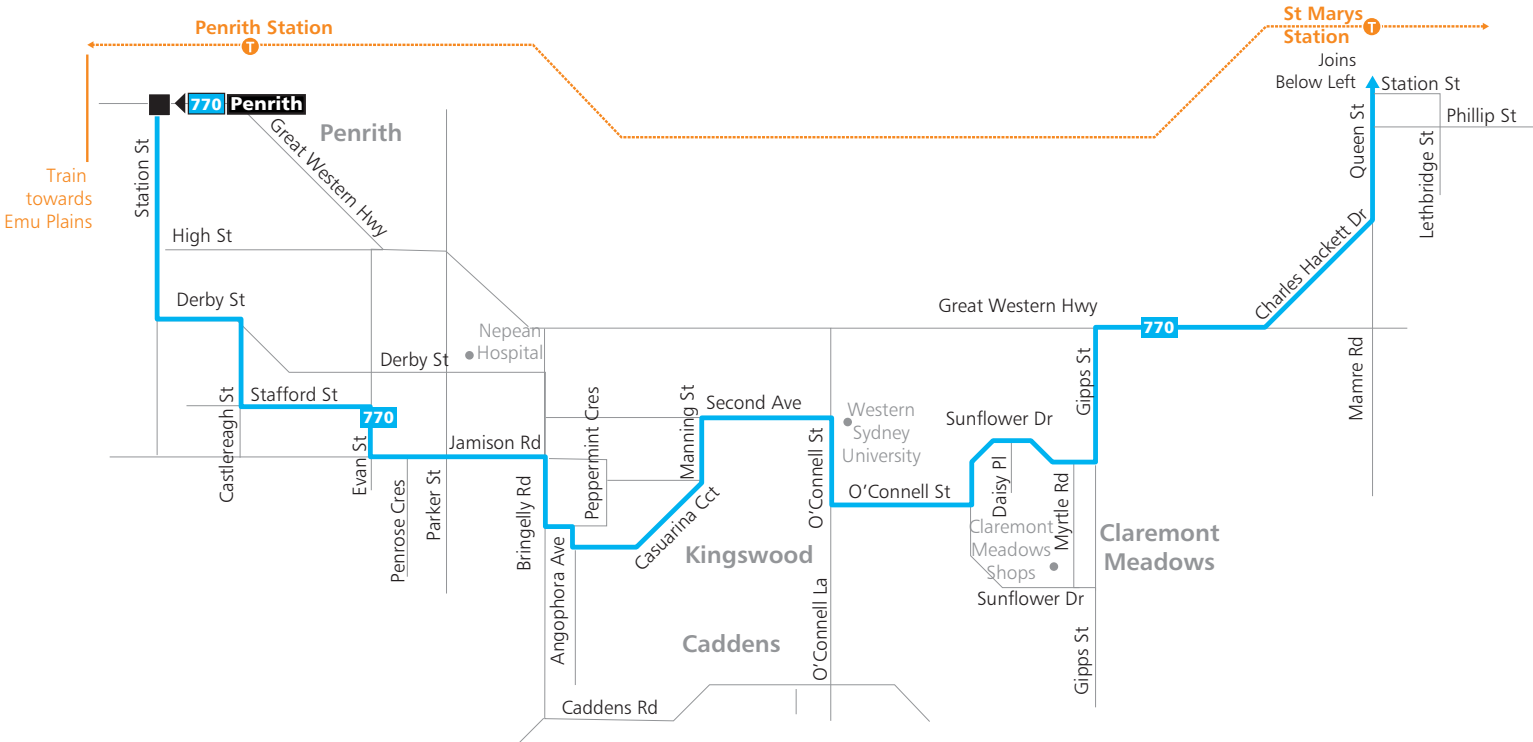 Penrith Station
St Marys
Station
Joins
Below Left
Station St
770 Penrith
Penrith
Great Western Hwy
Queen St
Phillip St
Lethbridge St
Train
towards
Emu Plains
Station St
High St
Charles Hackett Dr
Derby St
Great Western Hwy
770
Nepean
Hospital
Derby St
Gipps St
Mamre Rd
Castlereagh St
Stafford St
770
Peppermint Cres
Manning St
Second Ave
Western
Sydney
University
Sunflower Dr
Evan St
Jamison Rd
O'Connell St
O'Connell St
Daisy Pl
Myrtle Rd
Penrose Cres
Parker St
Bringelly Rd
Casuarina Cct
Claremont
Meadows
Shops
Claremont
Meadows
Kingswood
Angophora Ave
Sunflower Dr
O'Connell La
Caddens
Gipps St
Caddens Rd
T
T